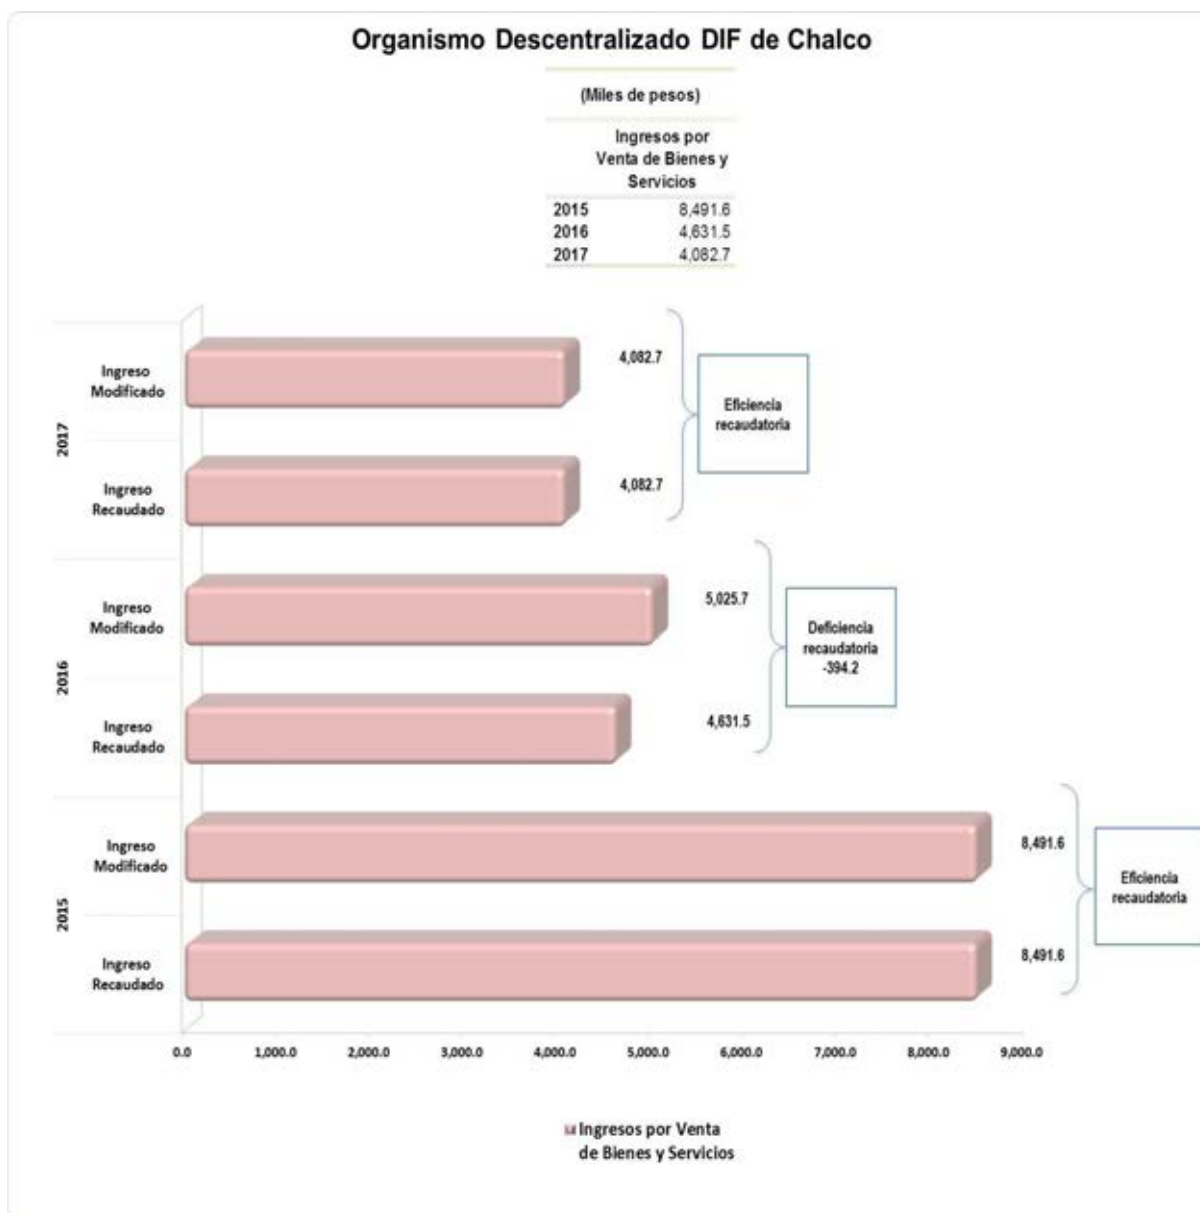 Organismo Descentralizado DIF de Chalco
(Miles de pesos)
Ingresos por
Venta de Bienes y
Servicios
2015 8,491.6
2016 4,631.5
2017 4,082.7
2017
Ingreso
Modificado
4,082.7
Ingreso
Recaudado
4,082.7
Eficiencia
recaudatoria
2016
Ingreso
Modificado
5,025.7
Ingreso
Recaudado
4,631.5
Deficiencia
recaudatoria
-394.2
2015
Ingreso
Modificado
8,491.6
Ingreso
Recaudado
8,491.6
Eficiencia
recaudatoria
0.0 1,000.0 2,000.0 3,000.0 4,000.0 5,000.0 6,000.0 7,000.0 8,000.0 9,000.0
Ingresos por Venta
de Bienes y Servicios